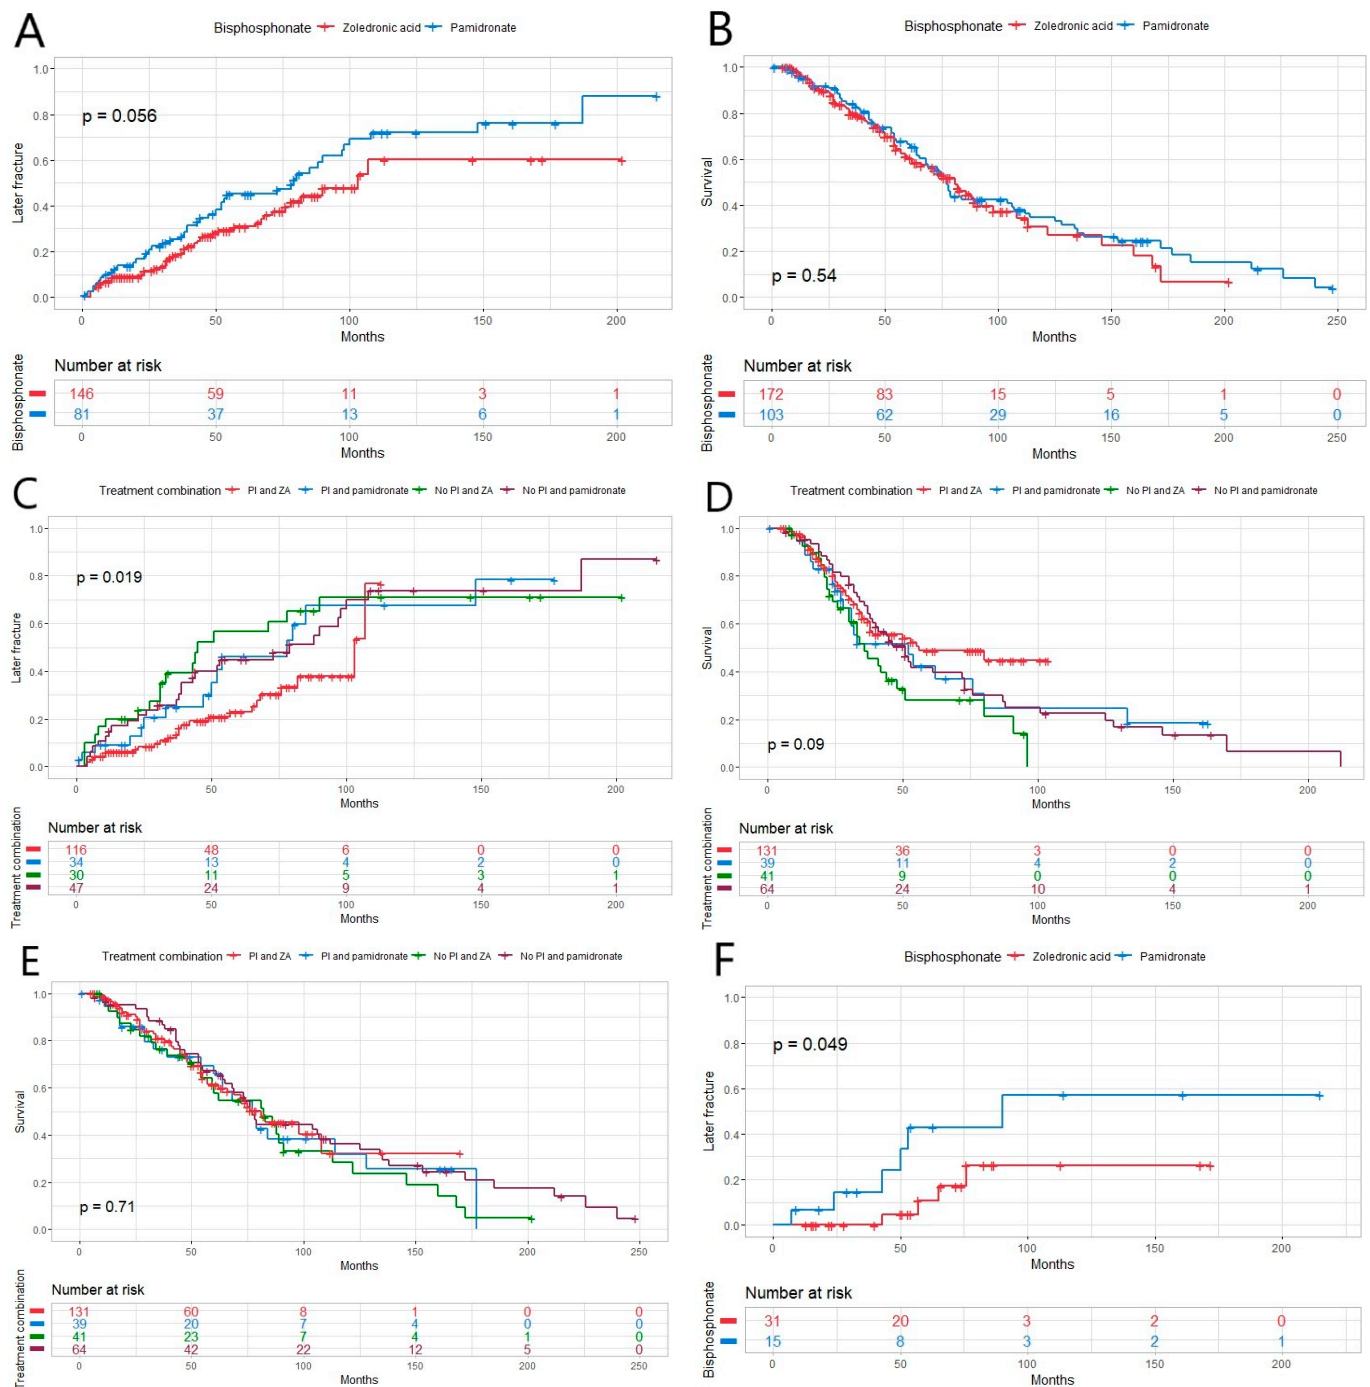 A
Bisphosphonate Zoledronic acid Pamidronate
1.0
0.8
0.6
0.4
0.2
0.0
Later fracture
p = 0.056
0 50 100 150 200
Months
Number at risk
Bisphosphonate
146 59 11 3 1
81 37 13 6 1
0 50 100 150 200
Months
B
Bisphosphonate Zoledronic acid Pamidronate
1.0
0.8
0.6
0.4
0.2
0.0
Survival
p = 0.54
0 50 100 150 200 250
Months
Number at risk
Bisphosphonate
172 83 15 5 1 0
103 62 29 16 5 0
0 50 100 150 200 250
Months
C
Treatment combination PI and ZA PI and pamidronate No PI and ZA No PI and pamidronate
1.0
0.8
0.6
0.4
0.2
0.0
Later fracture
p = 0.019
0 50 100 150 200
Months
Number at risk
Treatment combination
116 48 6 0 0
34 13 4 2 0
30 11 5 3 1
47 24 9 4 1
0 50 100 150 200
Months
D
Treatment combination PI and ZA PI and pamidronate No PI and ZA No PI and pamidronate
1.0
0.8
0.6
0.4
0.2
0.0
Survival
p = 0.09
0 50 100 150 200
Months
Number at risk
Treatment combination
131 36 3 0 0
39 11 4 2 0
41 9 0 0 0
64 24 10 4 1
0 50 100 150 200
Months
E
Treatment combination PI and ZA PI and pamidronate No PI and ZA No PI and pamidronate
1.0
0.8
0.6
0.4
0.2
0.0
Survival
p = 0.71
0 50 100 150 200 250
Months
Number at risk
Treatment combination
131 60 8 1 0 0
39 20 7 4 0 0
41 23 7 4 1 0
64 42 22 12 5 0
0 50 100 150 200 250
Months
F
Bisphosphonate Zoledronic acid Pamidronate
1.0
0.8
0.6
0.4
0.2
0.0
Later fracture
p = 0.049
0 50 100 150 200
Months
Number at risk
Bisphosphonate
31 20 3 2 0
15 8 3 2 1
0 50 100 150 200
Months